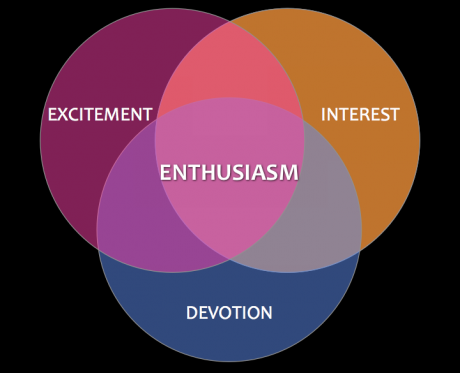 EXCITEMENT
INTEREST
ENTHUSIASM
DEVOTION